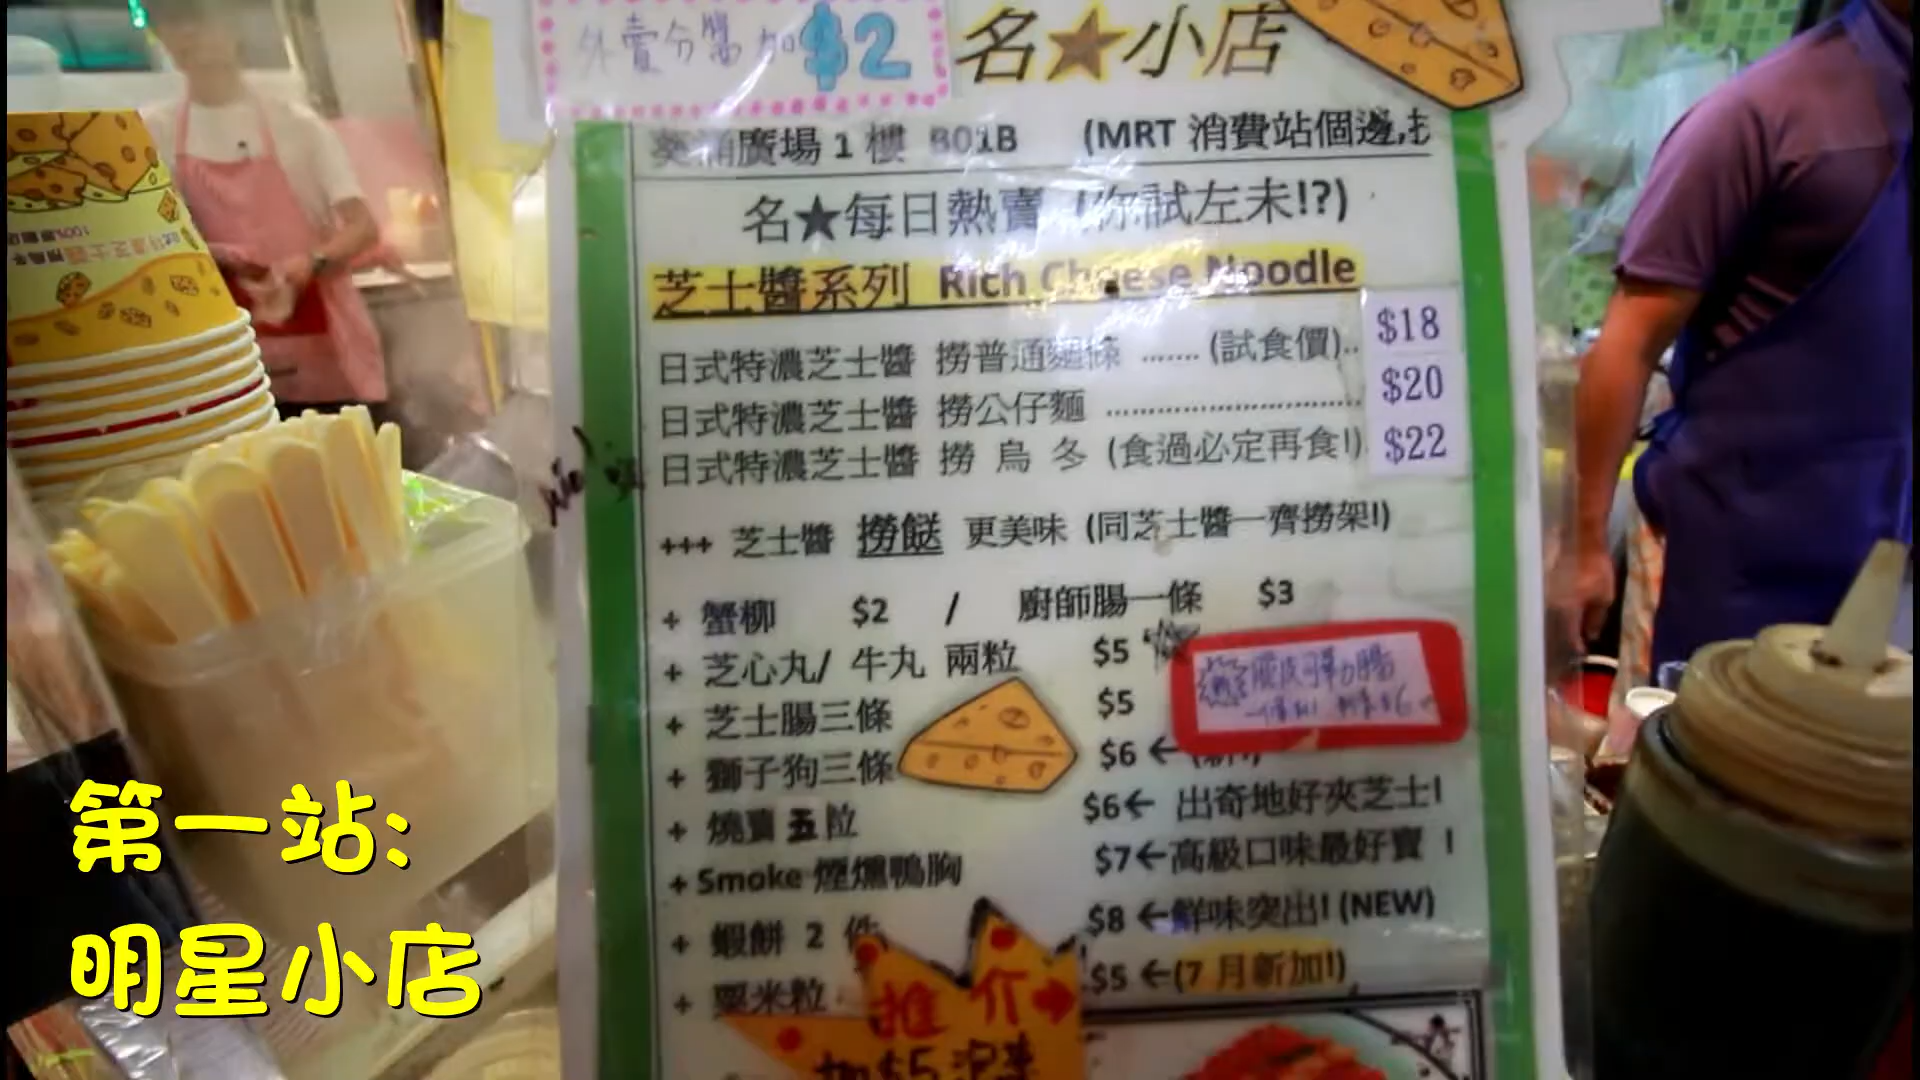 外賣分醬加$2
名★小店
葵涌廣場 1 樓 B01B (MRT 消費站個邊,
名★每日熱賣 (你試左未!?)
芝士醬系列 Rich Cheese Noodle
日式特濃芝士醬 撈普通麵條 ....... (試食價).. $18
日式特濃芝士醬 撈公仔麵 ................................ $20
日式特濃芝士醬 撈 烏 冬 (食過必定再食!). $22
+++ 芝士醬 撈餸 更美味 (同芝士醬一齊撈架!)
+ 蟹柳 $2 / 廚師腸一條 $3
+ 芝心丸/ 牛丸 兩粒 $5
+ 芝士腸三條 $5
+ 獅子狗三條 $6 ←
+ 燒賣五粒 $6← 出奇地好夾芝士!
+ Smoke 煙燻鴨胸 $7←高級口味最好賣 !
+ 蝦餅 2 件 $8 ←鮮味突出! (NEW)
+ 粟米粒 $5 ←(7 月新加!)
推介
加$5
第一站:
明星小店